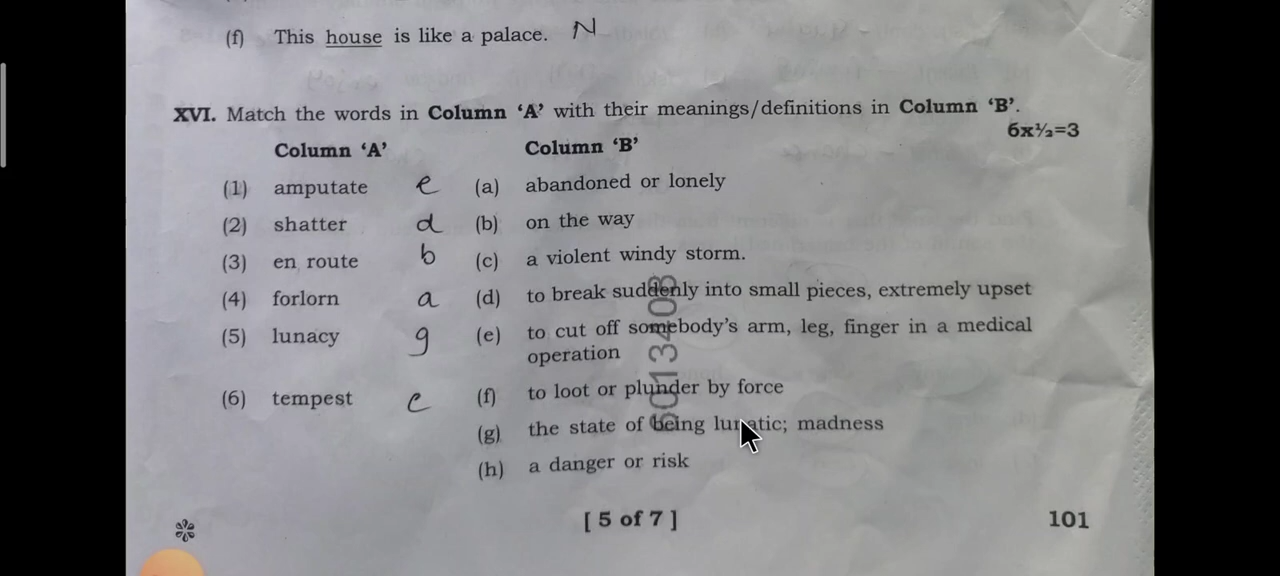 (f) This house is like a palace. N
XVI. Match the words in Column 'A' with their meanings/definitions in Column 'B'.
6x½=3
Column 'A' Column 'B'
(1) amputate e (a) abandoned or lonely
(2) shatter d (b) on the way
(3) en route b (c) a violent windy storm.
(4) forlorn a (d) to break suddenly into small pieces, extremely upset
(5) lunacy g (e) to cut off somebody's arm, leg, finger in a medical
operation
(6) tempest c (f) to loot or plunder by force
(g) the state of being lunatic; madness
(h) a danger or risk
[ 5 of 7 ] 101